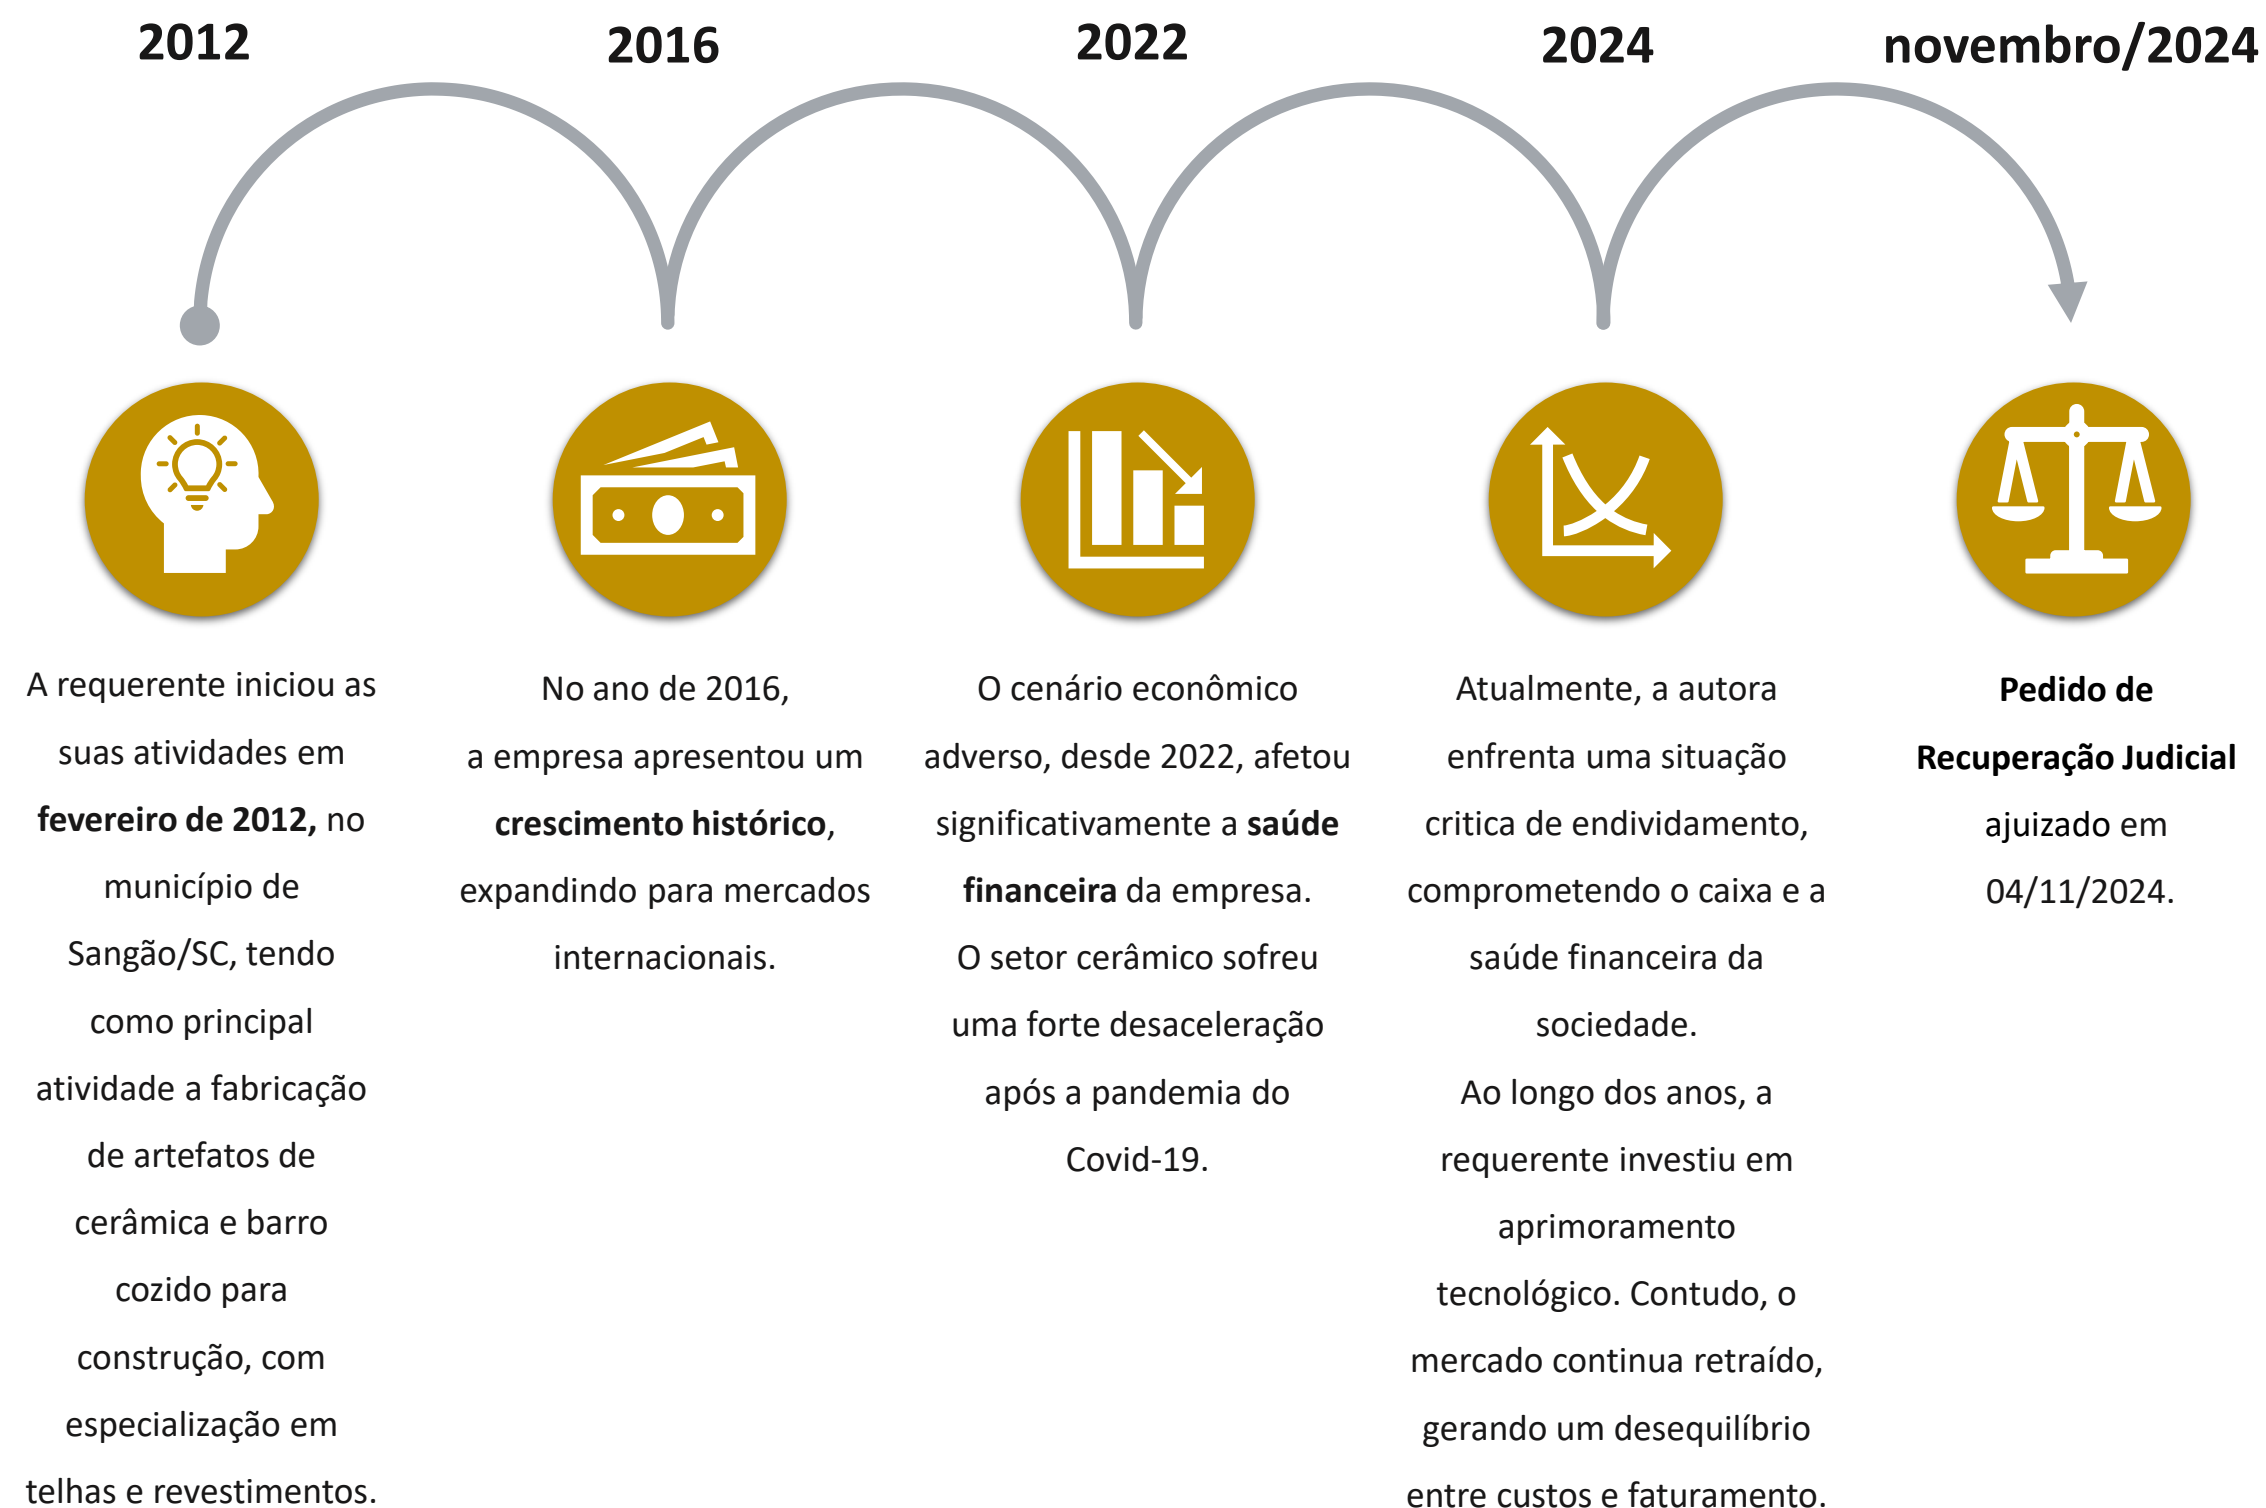 2012
2016
2022
2024
novembro/2024
A requerente iniciou as
suas atividades em
fevereiro de 2012, no
município de
Sangão/SC, tendo
como principal
atividade a fabricação
de artefatos de
cerâmica e barro
cozido para
construção, com
especialização em
telhas e revestimentos.
No ano de 2016,
a empresa apresentou um
crescimento histórico,
expandindo para mercados
internacionais.
O cenário econômico
adverso, desde 2022, afetou
significativamente a saúde
financeira da empresa.
O setor cerâmico sofreu
uma forte desaceleração
após a pandemia do
Covid-19.
Atualmente, a autora
enfrenta uma situação
critica de endividamento,
comprometendo o caixa e a
saúde financeira da
sociedade.
Ao longo dos anos, a
requerente investiu em
aprimoramento
tecnológico. Contudo, o
mercado continua retraído,
gerando um desequilíbrio
entre custos e faturamento.
Pedido de
Recuperação Judicial
ajuizado em
04/11/2024.